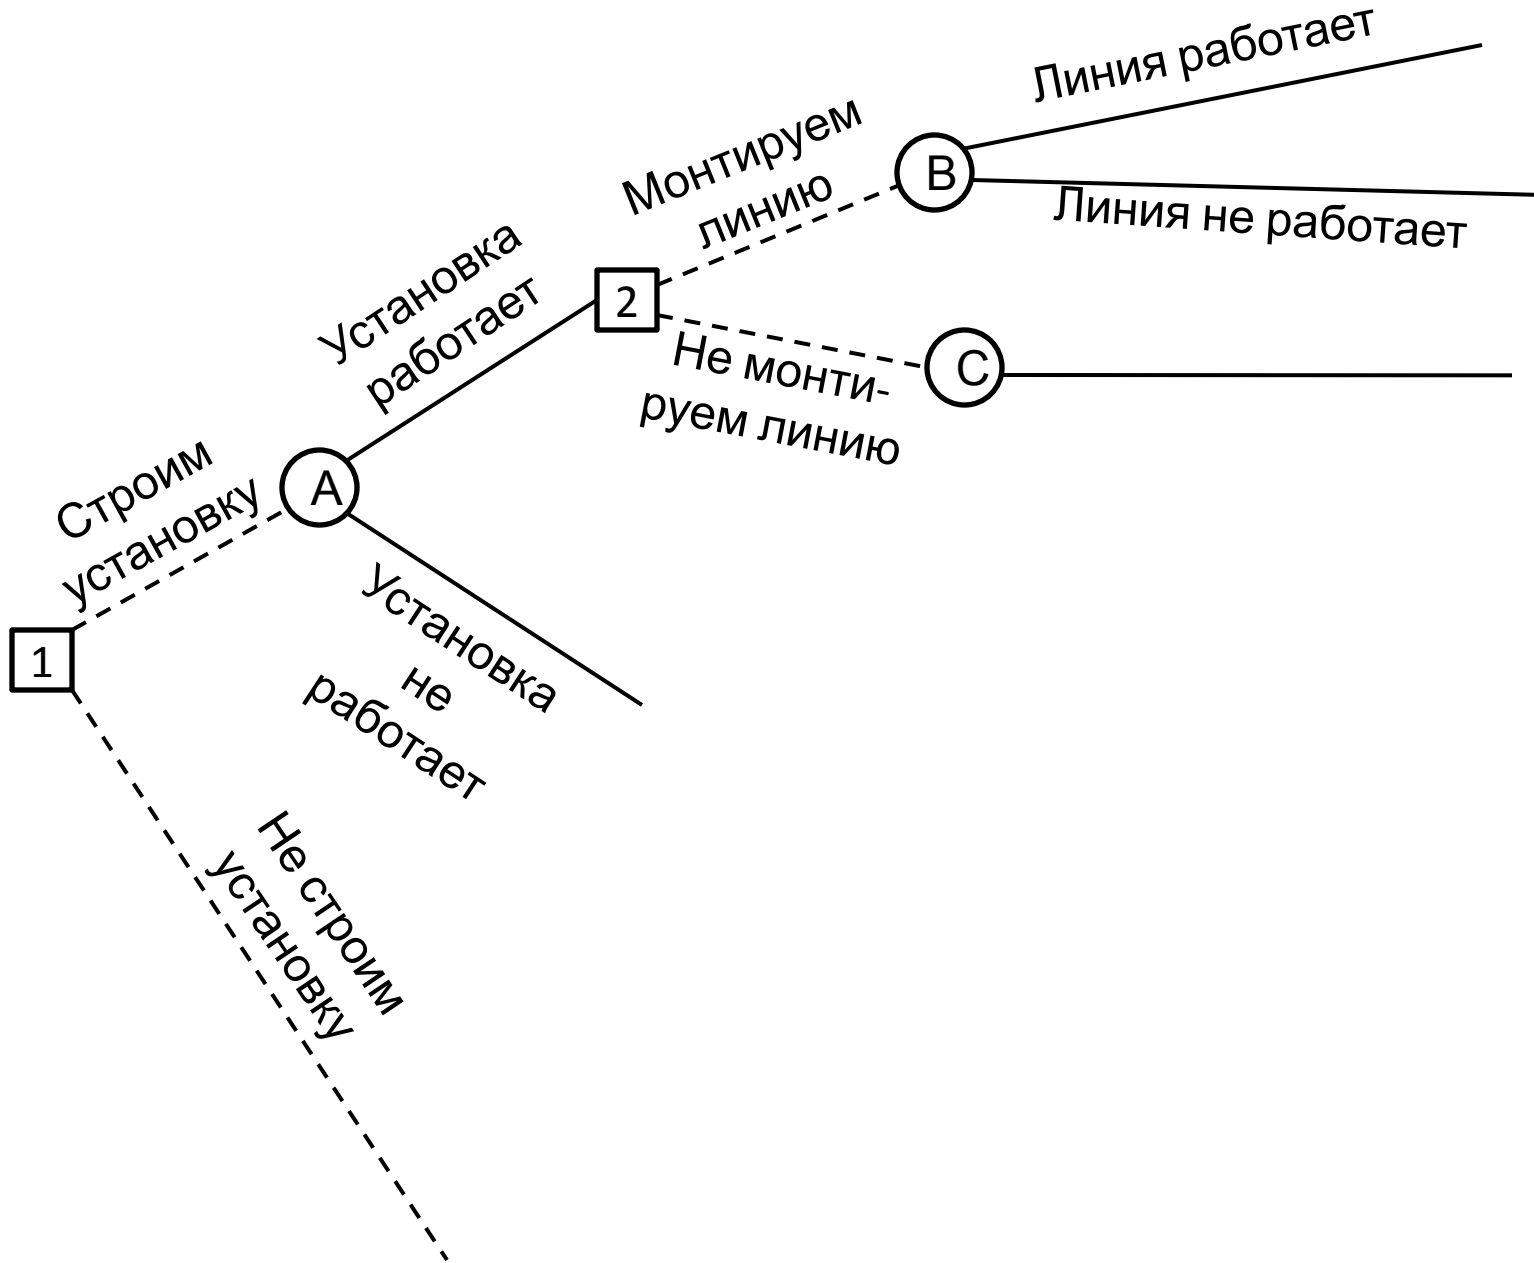 Линия работает
Монтируем
линию
B
Линия не работает
Установка
работает
2
Не монти-
руем линию
C
Строим
установку
A
Установка
не
работает
1
Не строим
установку